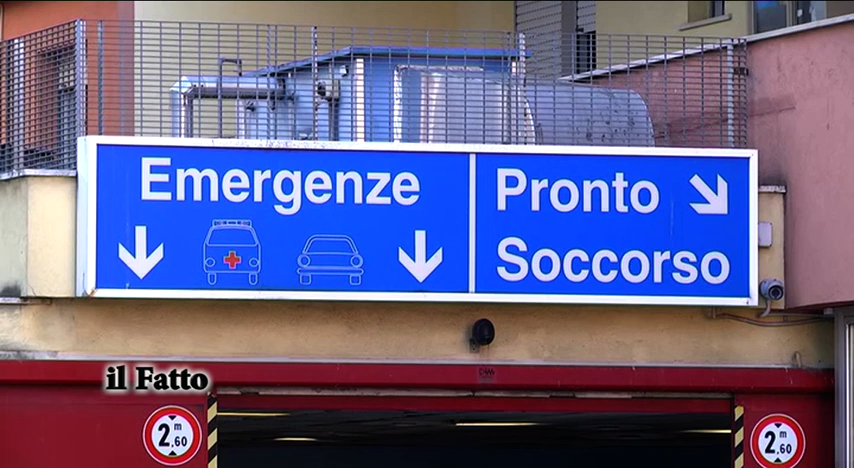 Emergenze
Pronto
Soccorso
il Fatto
2,60 m
2,60 m